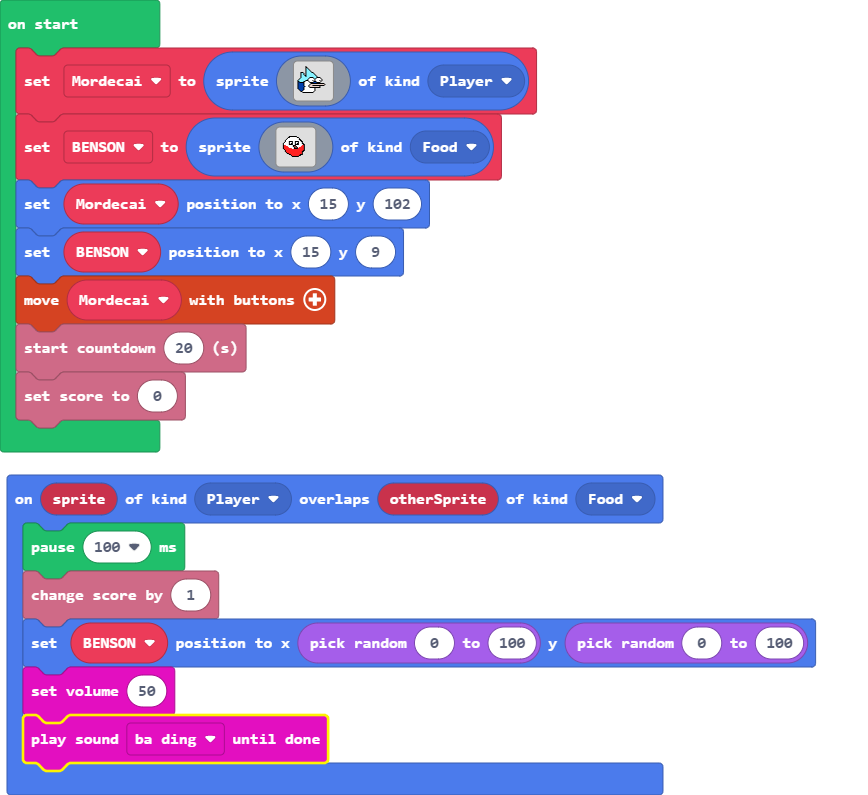 on start
set Mordecai to sprite of kind Player
set BENSON to sprite of kind Food
set Mordecai position to x 15 y 102
set BENSON position to x 15 y 9
move Mordecai with buttons
start countdown 20 (s)
set score to 0
on sprite of kind Player overlaps otherSprite of kind Food
pause 100 ms
change score by 1
set BENSON position to x pick random 0 to 100 y pick random 0 to 100
set volume 50
play sound ba ding until done